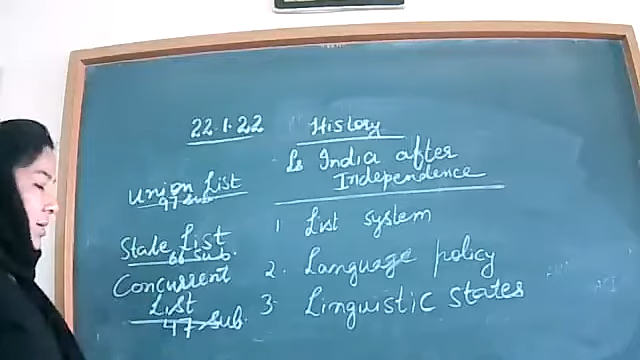 22.1.22 History
Ls India after
Independence
Union List
97 sub
1 List system
State List
66 sub.
2. Language policy
Concurrent
List
3 Linguistic States
47 sub.